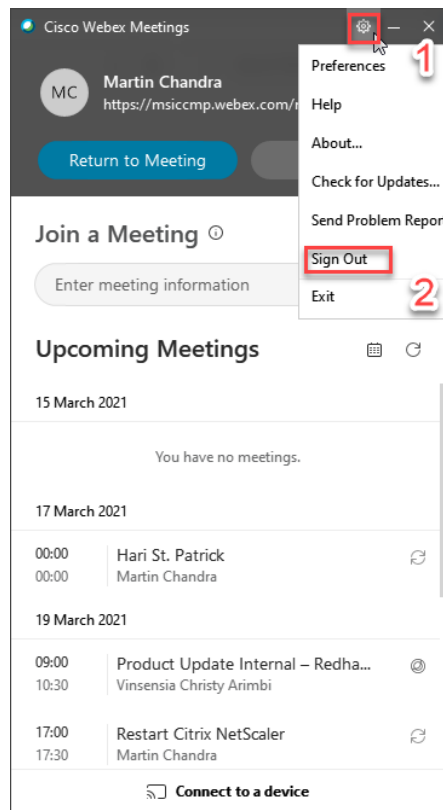 Cisco Webex Meetings
1
MC
Martin Chandra
https://msiccmp.webex.com/
Preferences
Help
About...
Check for Updates...
Send Problem Repor
Sign Out
2
Exit
Return to Meeting
Join a Meeting
Enter meeting information
Upcoming Meetings
15 March 2021
You have no meetings.
17 March 2021
00:00 Hari St. Patrick
00:00 Martin Chandra
19 March 2021
09:00 Product Update Internal – Redha...
10:30 Vinsensia Christy Arimbi
17:00 Restart Citrix NetScaler
17:30 Martin Chandra
Connect to a device